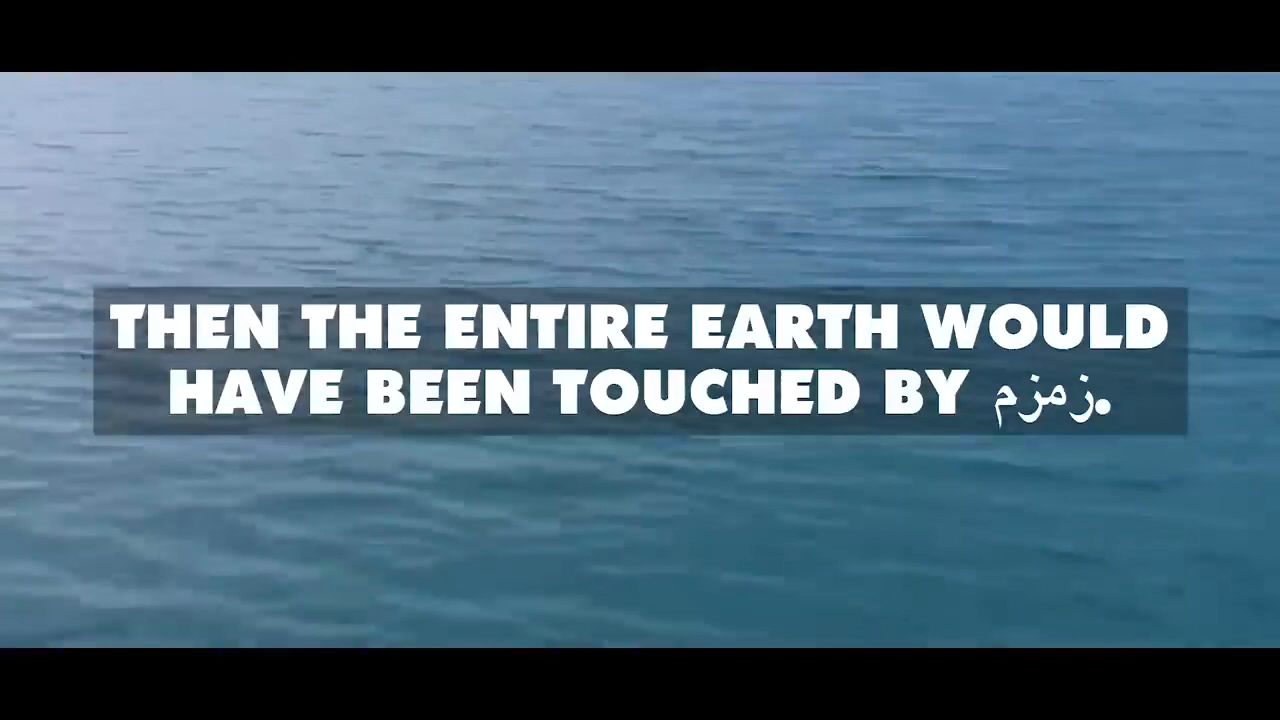 THEN THE ENTIRE EARTH WOULD
HAVE BEEN TOUCHED BY زمزم.